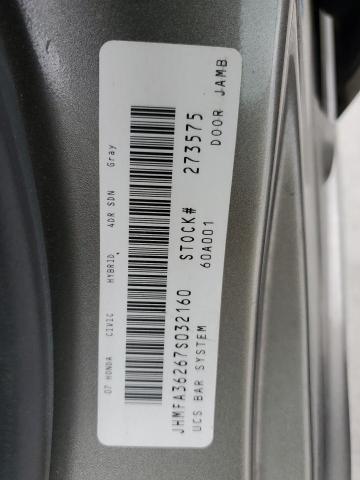 07 HONDA CIVIC HYBRID, 4DR SDN Gray
JHMFA36267S032160 STOCK# 273575
UCS BAR SYSTEM 60A001 DOOR JAMB